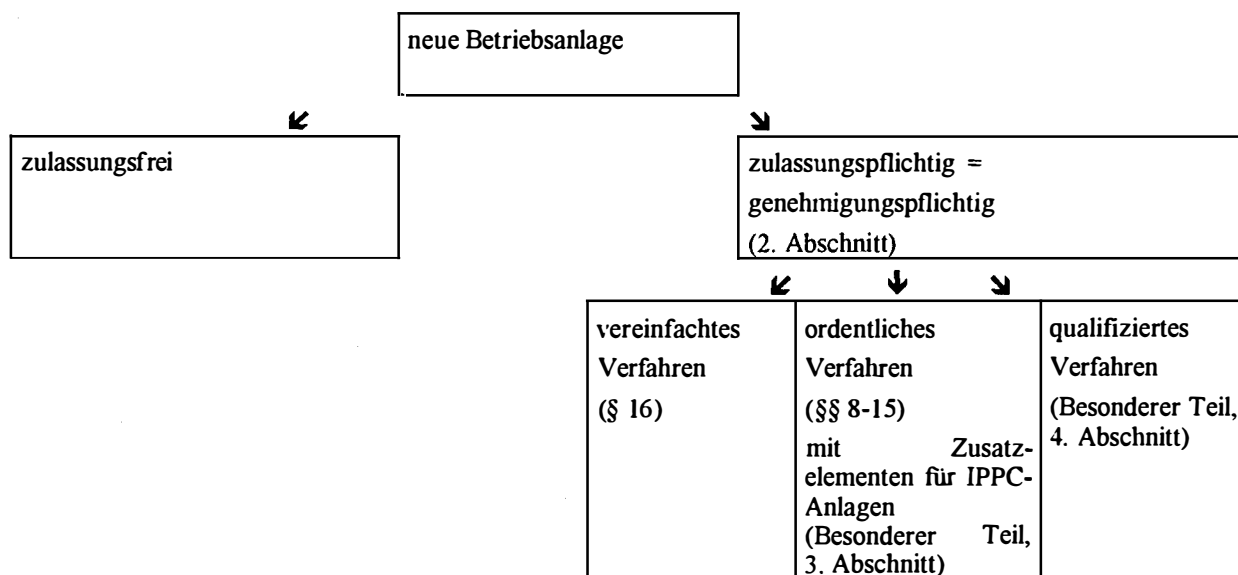 neue Betriebsanlage
zulassungsfrei
zulassungspflichtig =
genehmigungspflichtig
(2. Abschnitt)
vereinfachtes
Verfahren
(§ 16)
ordentliches
Verfahren
(§§ 8-15)
mit Zusatz-
elementen für IPPC-
Anlagen
(Besonderer Teil,
3. Abschnitt)
qualifiziertes
Verfahren
(Besonderer Teil,
4. Abschnitt)